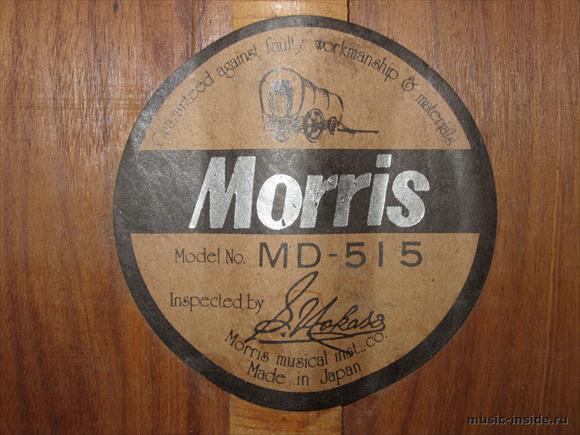 Guaranteed against faulty workmanship & materials
Morris
Model No. MD-515
Inspected by
Morris musical inst., co.
Made in Japan
music-inside.ru